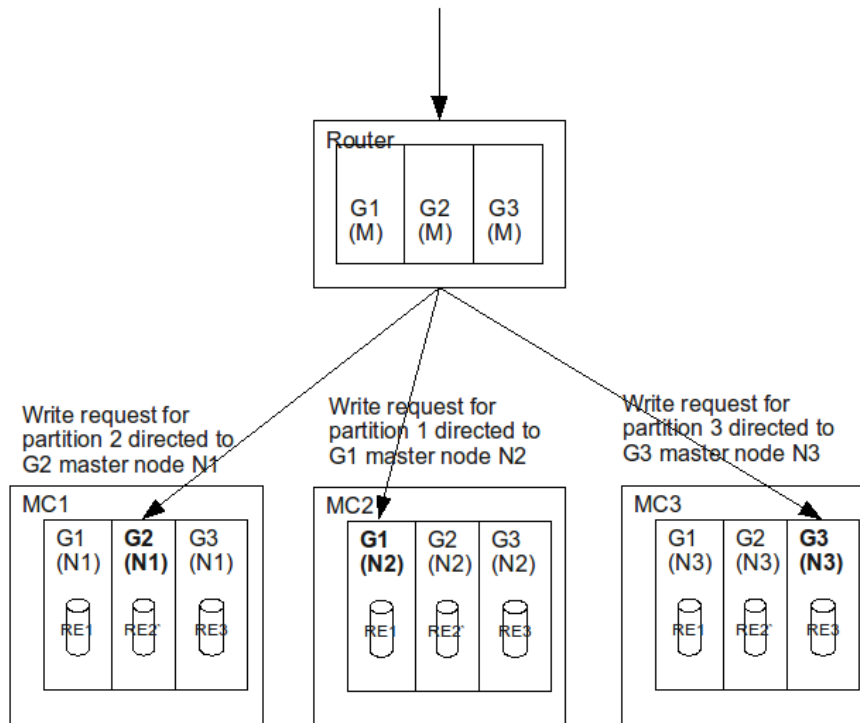 Router
G1 G2 G3
(M) (M) (M)
Write request for
partition 2 directed to
G2 master node N1
Write request for
partition 1 directed to
G1 master node N2
Write request for
partition 3 directed to
G3 master node N3
MC1
G1 G2 G3
(N1) (N1) (N1)
RE1 RE2` RE3
MC2
G1 G2 G3
(N2) (N2) (N2)
RE1 RE2` RE3
MC3
G1 G2 G3
(N3) (N3) (N3)
RE1 RE2` RE3